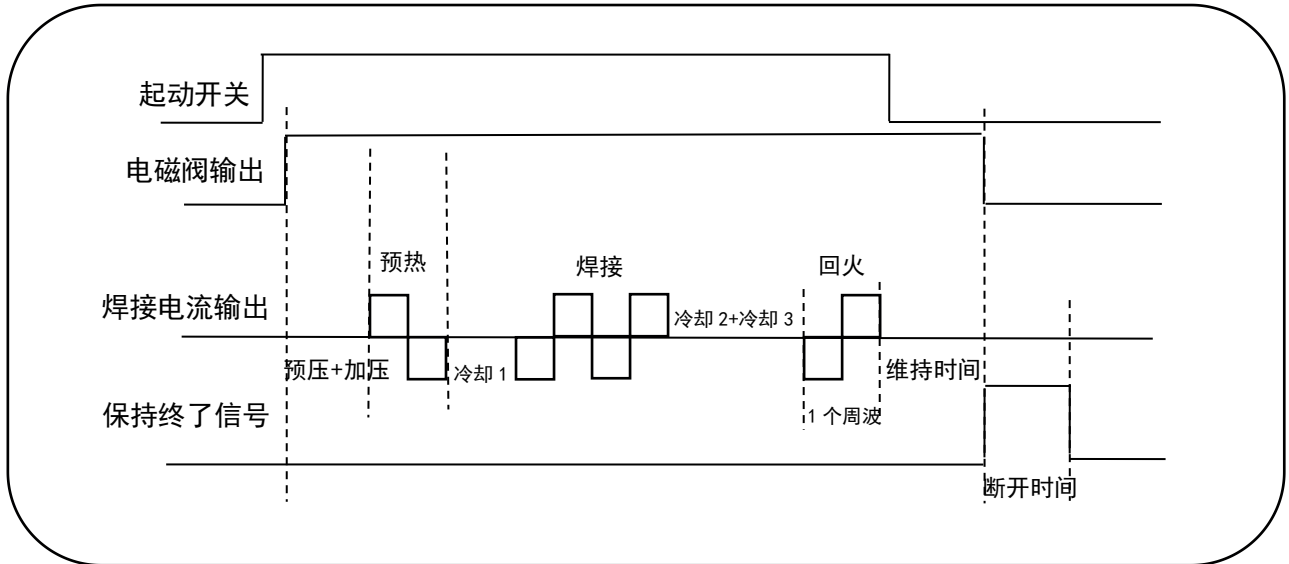 起动开关
电磁阀输出
预热
焊接
回火
焊接电流输出
冷却 2+冷却 3
预压+加压
冷却 1
维持时间
保持终了信号
1 个周波
断开时间